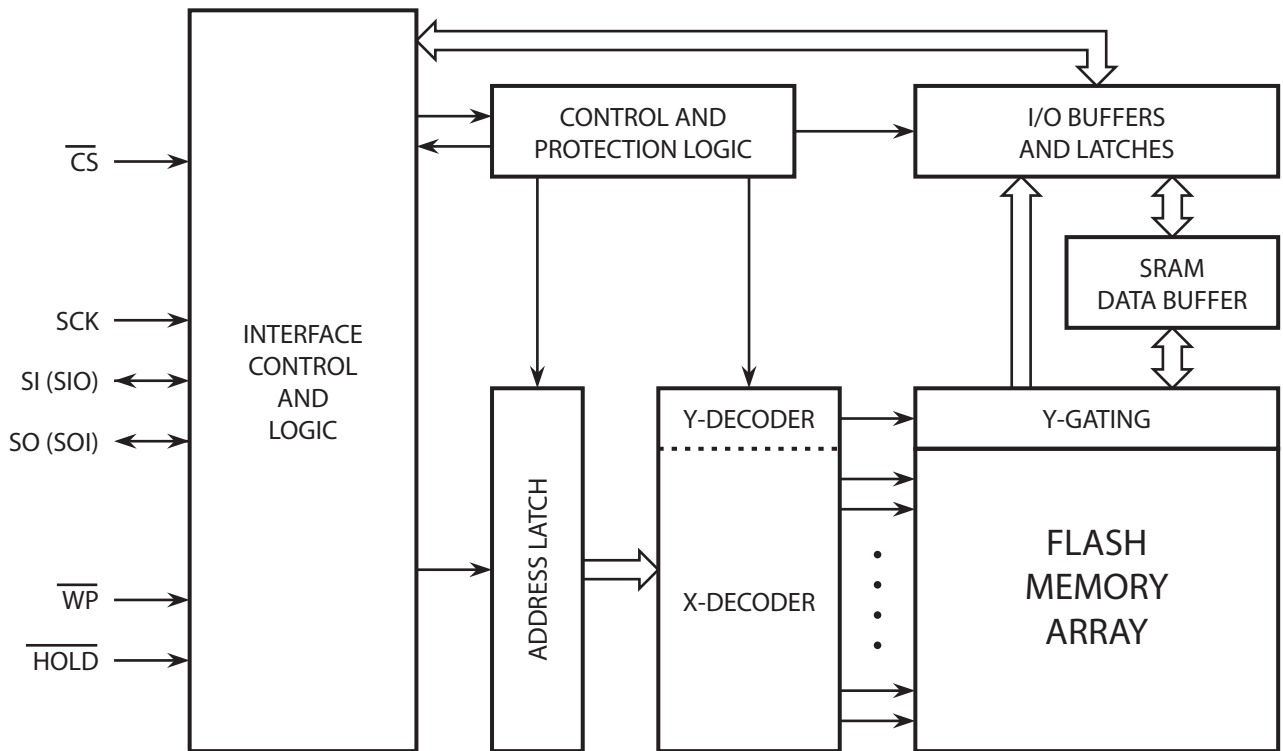 CS
SCK
SI (SIO)
SO (SOI)
WP
HOLD
INTERFACE
CONTROL
AND
LOGIC
CONTROL AND
PROTECTION LOGIC
I/O BUFFERS
AND LATCHES
SRAM
DATA BUFFER
ADDRESS LATCH
Y-DECODER
X-DECODER
Y-GATING
FLASH
MEMORY
ARRAY